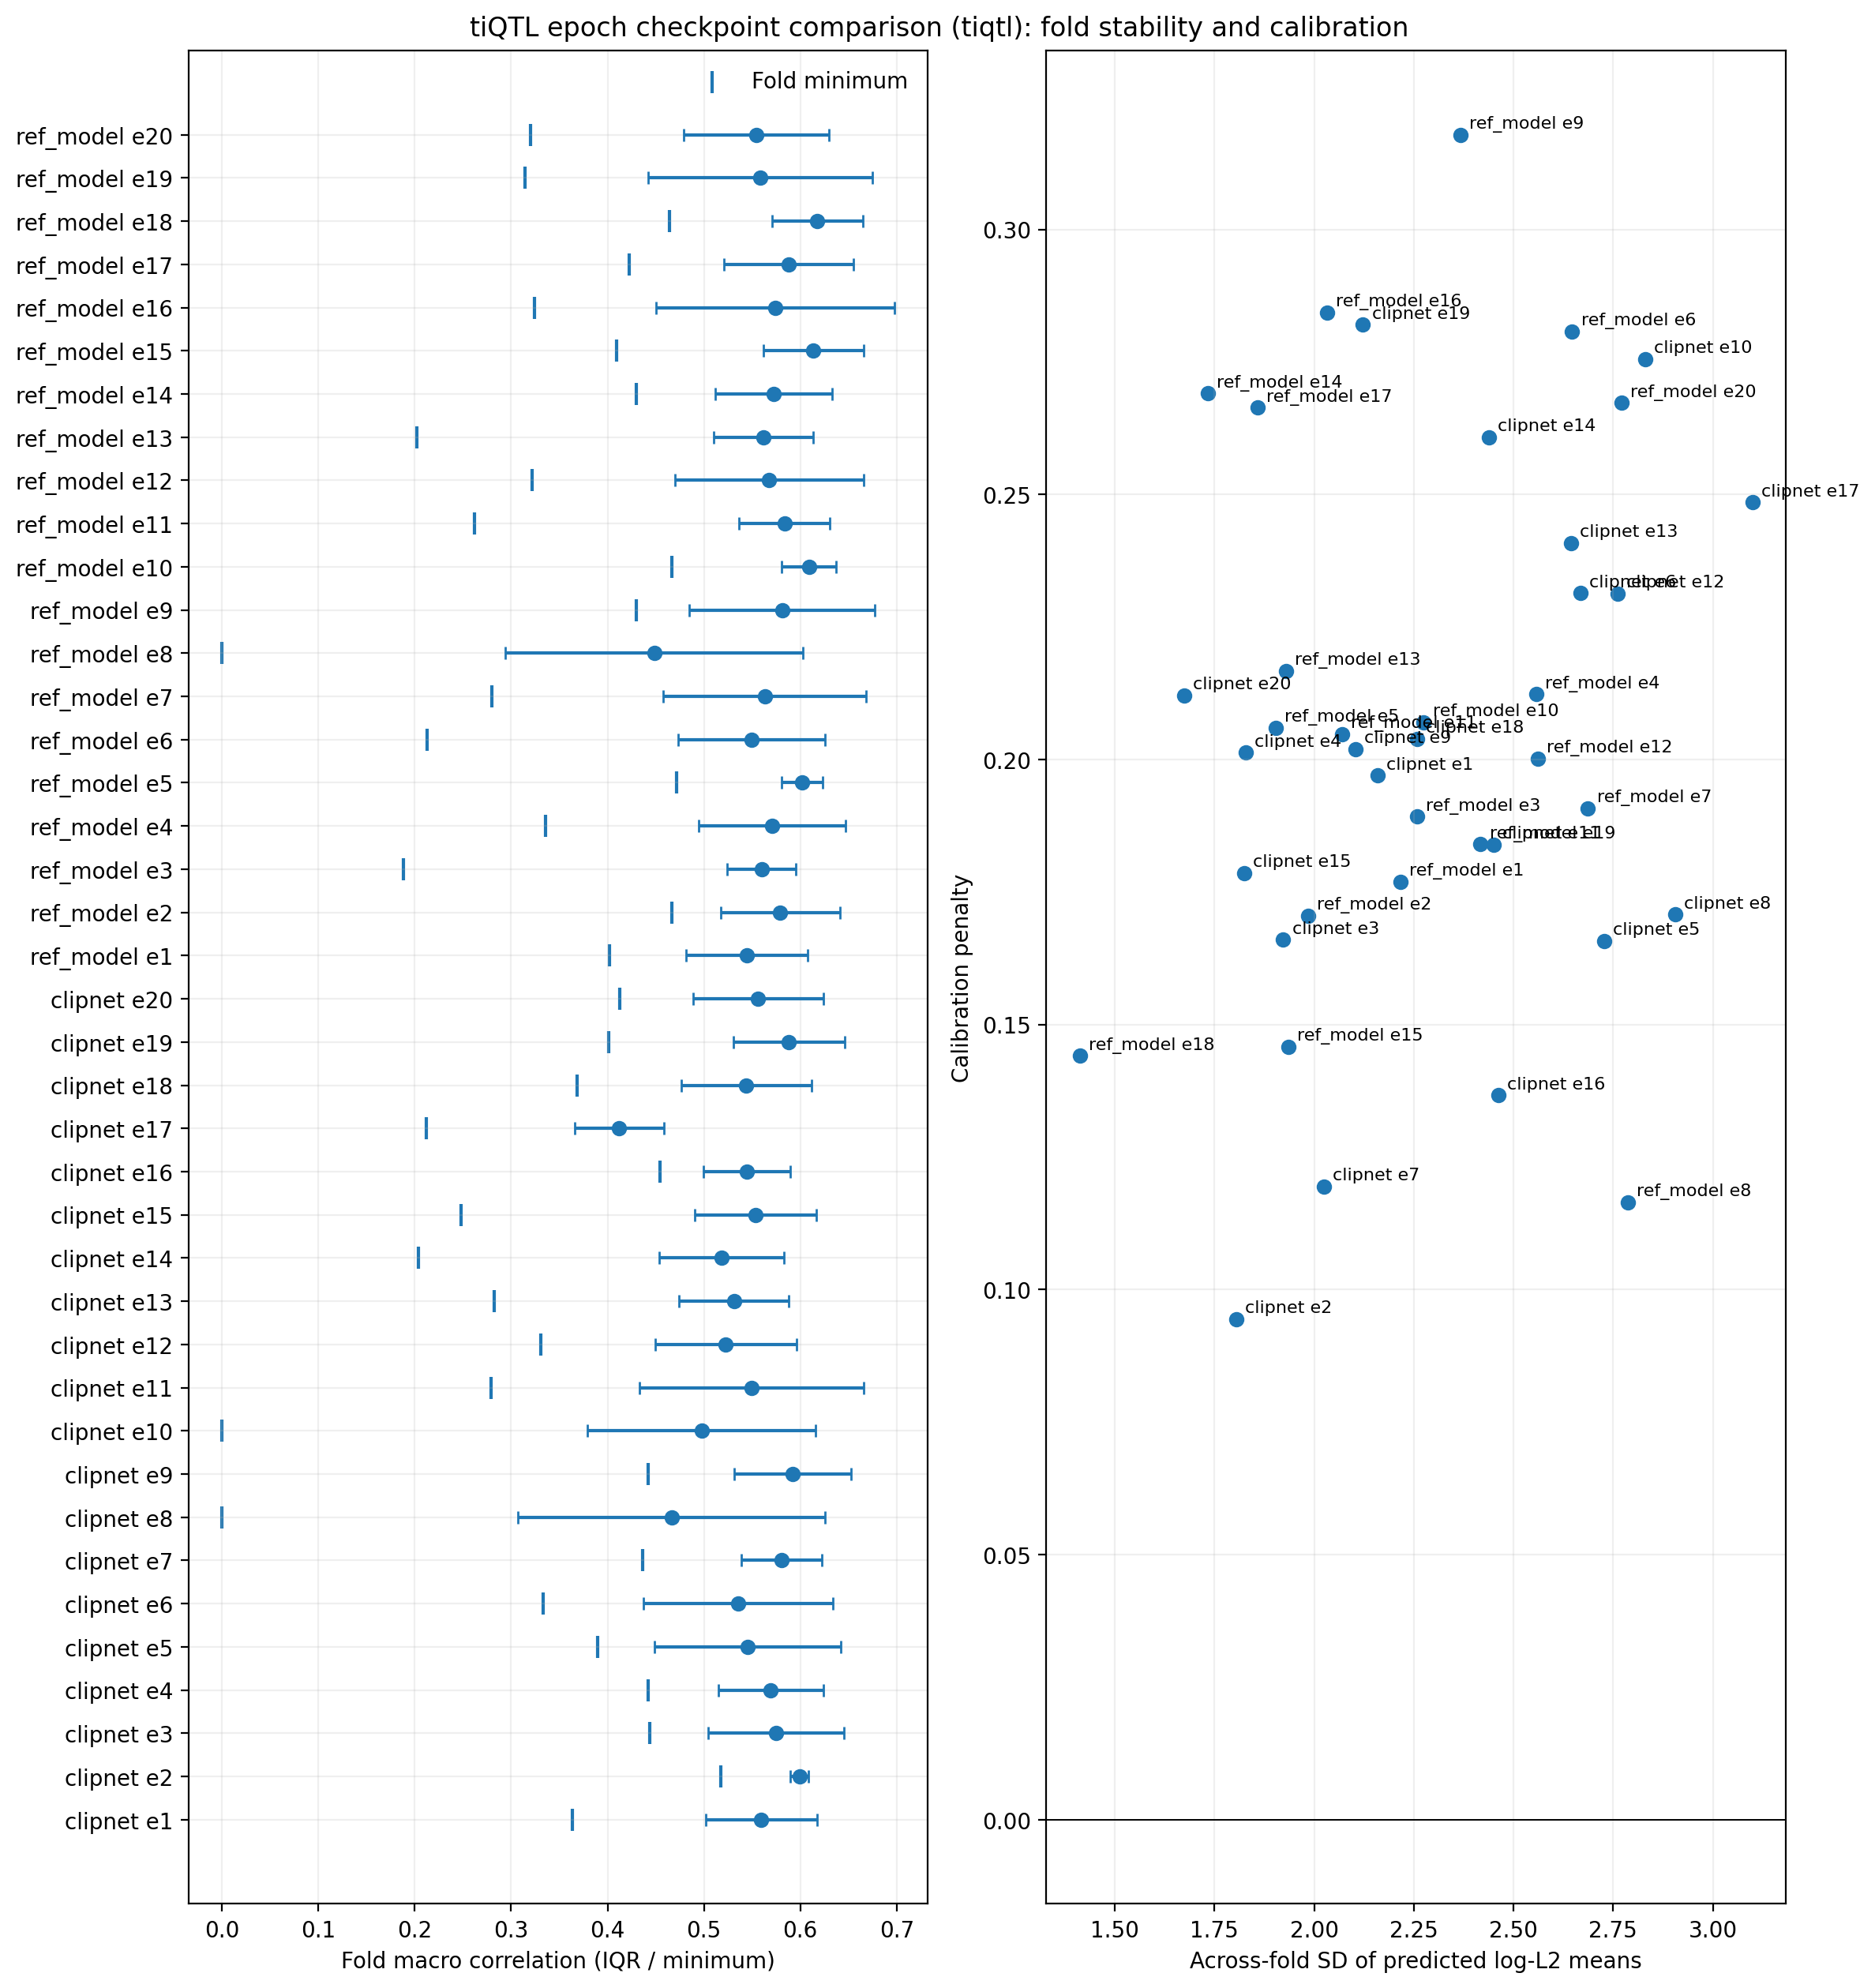 tiQTL epoch checkpoint comparison (tiqtl): fold stability and calibration
Fold minimum
ref_model e20
ref_model e19
ref_model e18
ref_model e17
ref_model e16
ref_model e15
ref_model e14
ref_model e13
ref_model e12
ref_model e11
ref_model e10
ref_model e9
ref_model e8
ref_model e7
ref_model e6
ref_model e5
ref_model e4
ref_model e3
ref_model e2
ref_model e1
clipnet e20
clipnet e19
clipnet e18
clipnet e17
clipnet e16
clipnet e15
clipnet e14
clipnet e13
clipnet e12
clipnet e11
clipnet e10
clipnet e9
clipnet e8
clipnet e7
clipnet e6
clipnet e5
clipnet e4
clipnet e3
clipnet e2
clipnet e1
0.0 0.1 0.2 0.3 0.4 0.5 0.6 0.7
Fold macro correlation (IQR / minimum)
Calibration penalty
0.30
0.25
0.20
0.15
0.10
0.05
0.00
ref_model e9
ref_model e16
clipnet e19
ref_model e6
clipnet e10
ref_model e14
ref_model e17
ref_model e20
clipnet e14
clipnet e17
clipnet e13
clipnet e6
clipnet e12
ref_model e13
clipnet e20
ref_model e4
ref_model e10
ref_model e5
ref_model e11
clipnet e18
clipnet e4
clipnet e9
ref_model e12
clipnet e1
ref_model e7
ref_model e3
ref_model e19
clipnet e11
clipnet e15
ref_model e1
clipnet e8
ref_model e2
clipnet e3
clipnet e5
ref_model e18
ref_model e15
clipnet e16
clipnet e7
ref_model e8
clipnet e2
1.50 1.75 2.00 2.25 2.50 2.75 3.00
Across-fold SD of predicted log-L2 means